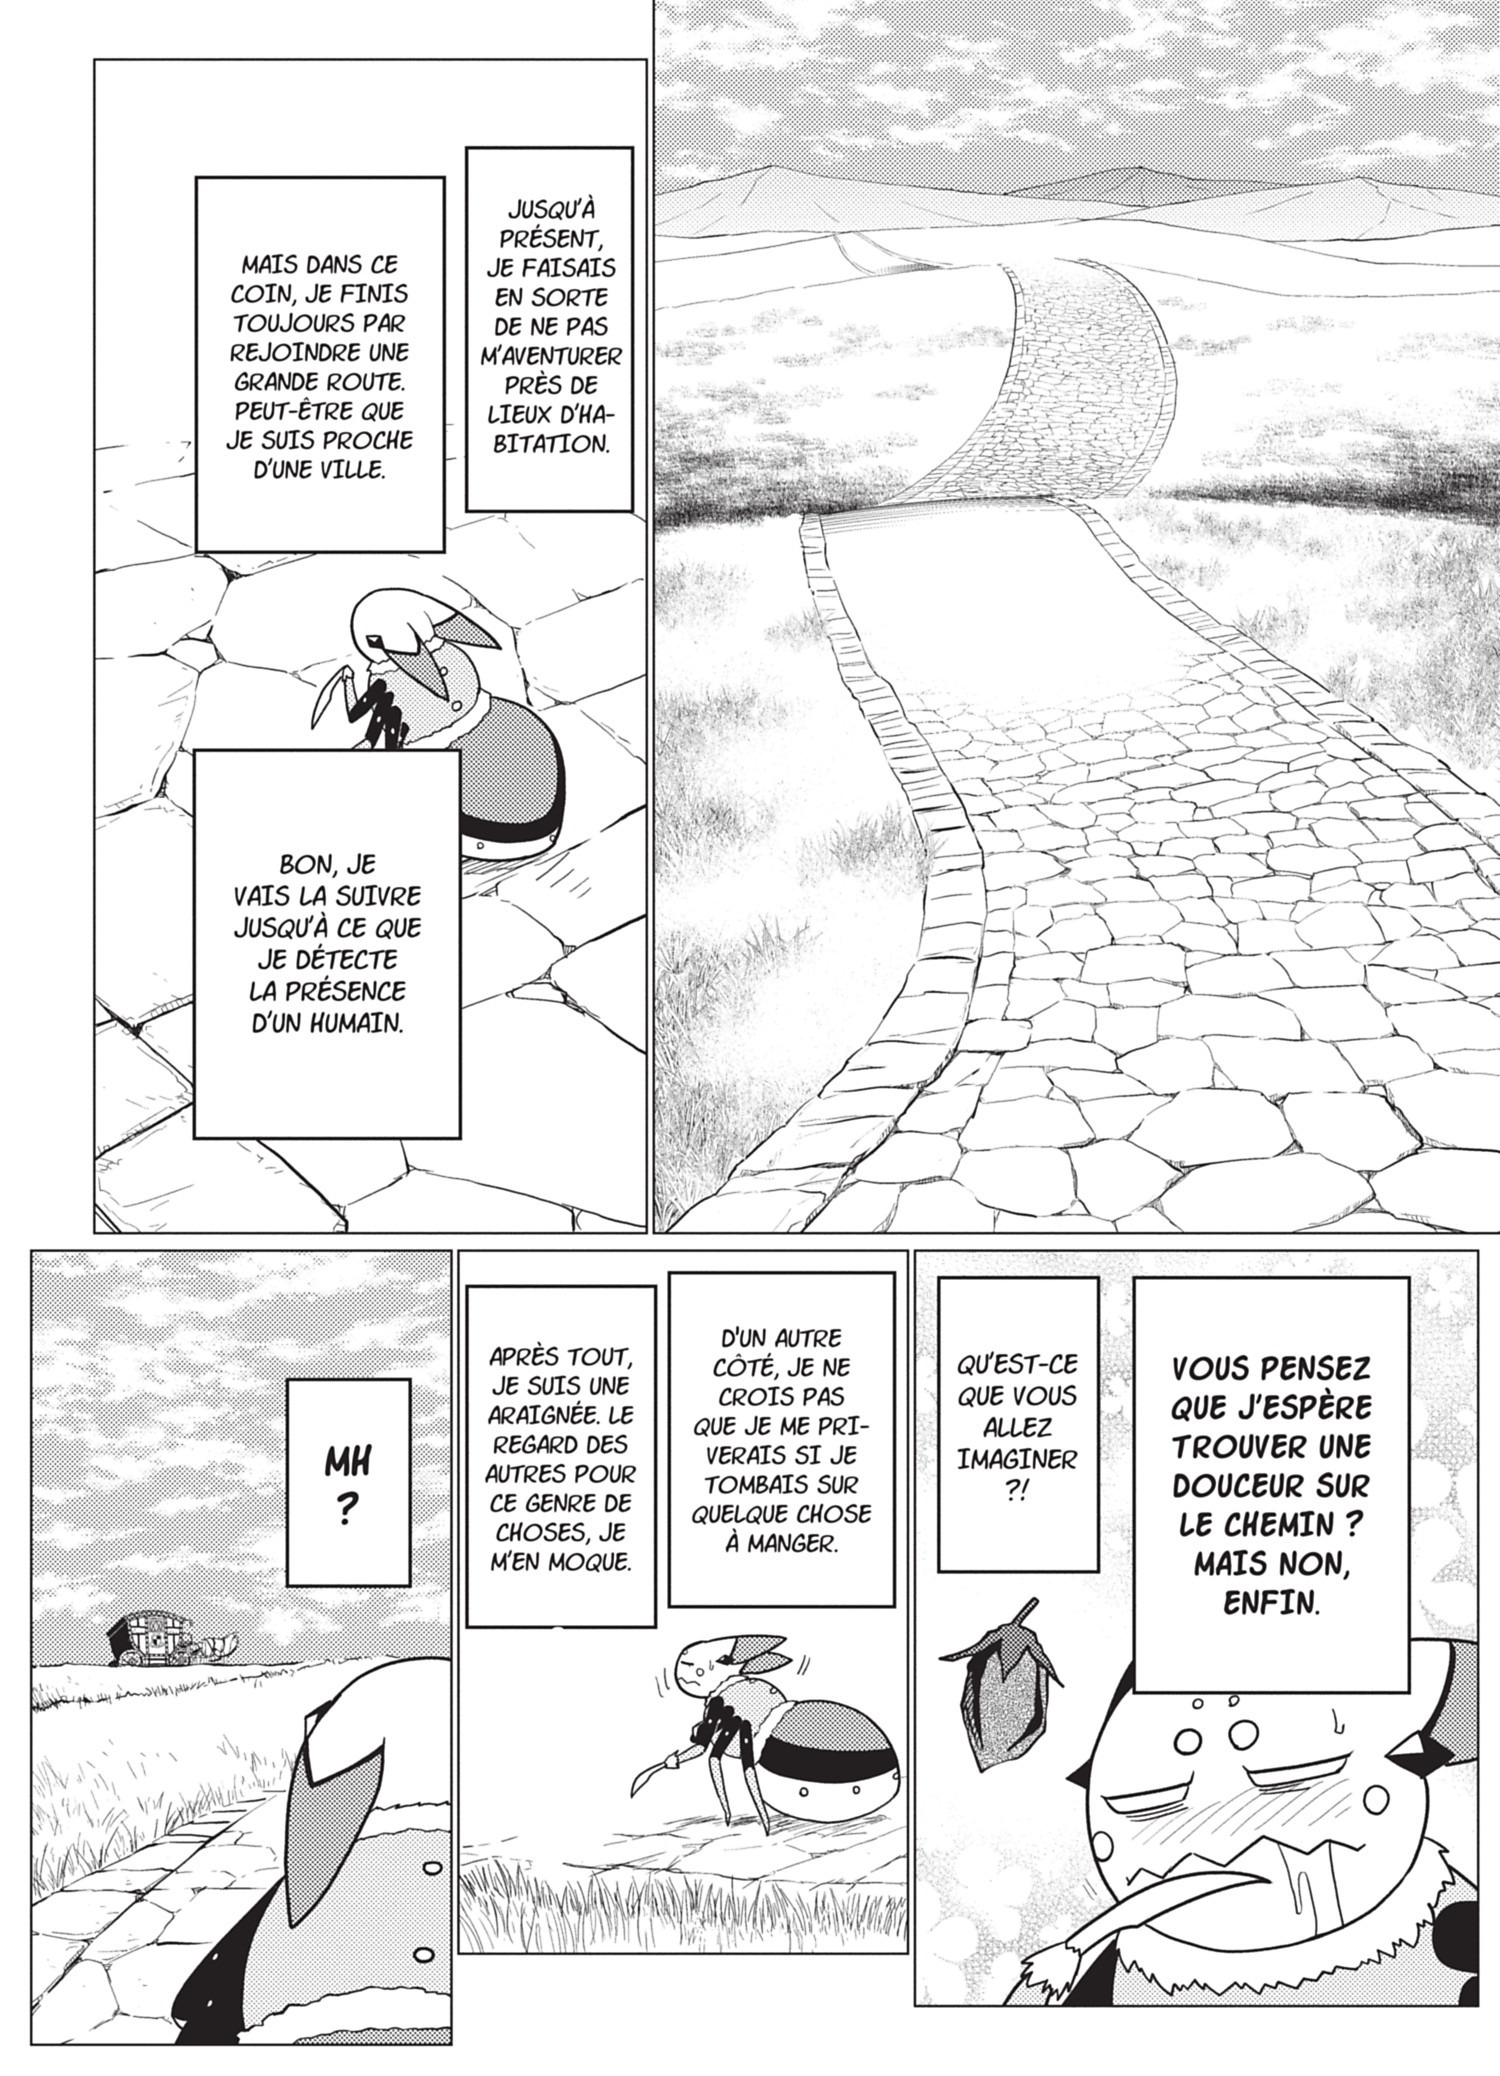 JUSQU'À
PRÉSENT,
JE FAISAIS
EN SORTE
DE NE PAS
M'AVENTURER
PRÈS DE
LIEUX D'HA-
BITATION.
MAIS DANS CE
COIN, JE FINIS
TOUJOURS PAR
REJOINDRE UNE
GRANDE ROUTE.
PEUT-ÊTRE QUE
JE SUIS PROCHE
D'UNE VILLE.
BON, JE
VAIS LA SUIVRE
JUSQU'À CE QUE
JE DÉTECTE
LA PRÉSENCE
D'UN HUMAIN.
VOUS PENSEZ
QUE J'ESPÈRE
TROUVER UNE
DOUCEUR SUR
LE CHEMIN ?
MAIS NON,
ENFIN.
QU'EST-CE
QUE VOUS
ALLEZ
IMAGINER
?!
D'UN AUTRE
CÔTÉ, JE NE
CROIS PAS
QUE JE ME PRI-
VERAIS SI JE
TOMBAIS SUR
QUELQUE CHOSE
À MANGER.
APRÈS TOUT,
JE SUIS UNE
ARAIGNÉE. LE
REGARD DES
AUTRES POUR
CE GENRE DE
CHOSES, JE
M'EN MOQUE.
MH
?